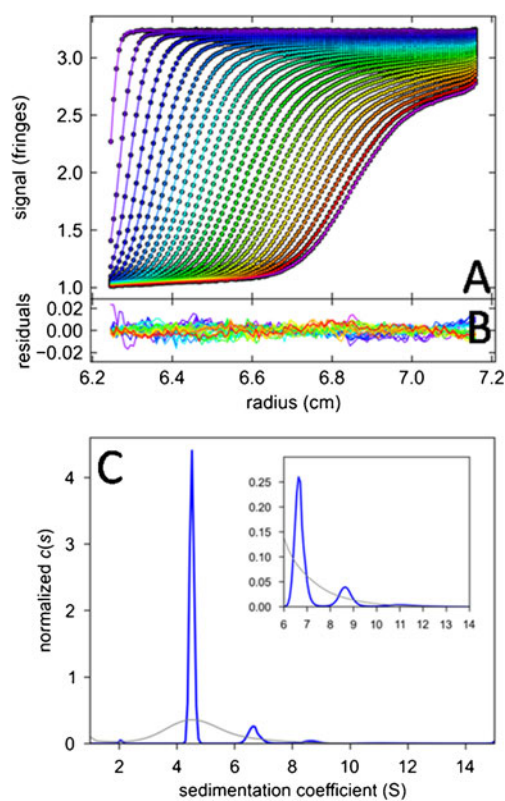 3.0
2.5
2.0
1.5
1.0
signal (fringes)
A
0.02
0.00
−0.02
residuals
B
6.2 6.4 6.6 6.8 7.0 7.2
radius (cm)
C
4
3
2
1
0
normalized c(s)
0.25
0.20
0.15
0.10
0.05
0.00
6 7 8 9 10 11 12 13 14
2 4 6 8 10 12 14
sedimentation coefficient (S)